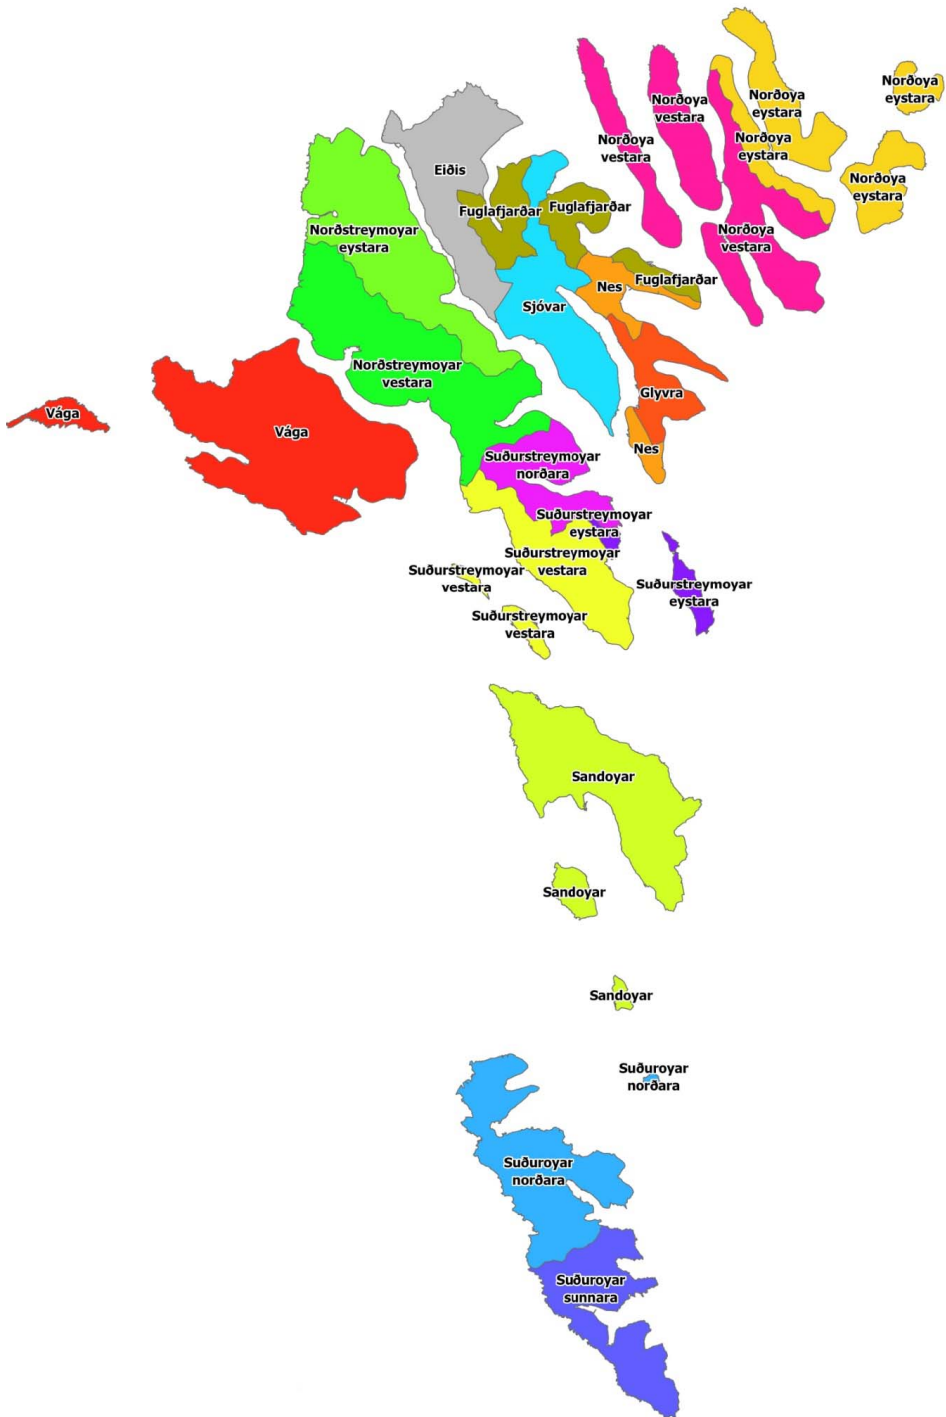 Norðoya
eystara
Norðoya
eystara
Norðoya
vestara
Norðoya
vestara
Norðoya
eystara
Norðoya
eystara
Eiðis
Fuglafjarðar
Fuglafjarðar
Norðstreymoyar
eystara
Norðoya
vestara
Fuglafjarðar
Nes
Sjóvar
Norðstreymoyar
vestara
Glyvra
Vága
Vága
Nes
Suðurstreymoyar
norðara
Suðurstreymoyar
eystara
Suðurstreymoyar
vestara
Suðurstreymoyar
vestara
Suðurstreymoyar
eystara
Suðurstreymoyar
vestara
Sandoyar
Sandoyar
Sandoyar
Suðuroyar
norðara
Suðuroyar
norðara
Suðuroyar
sunnara